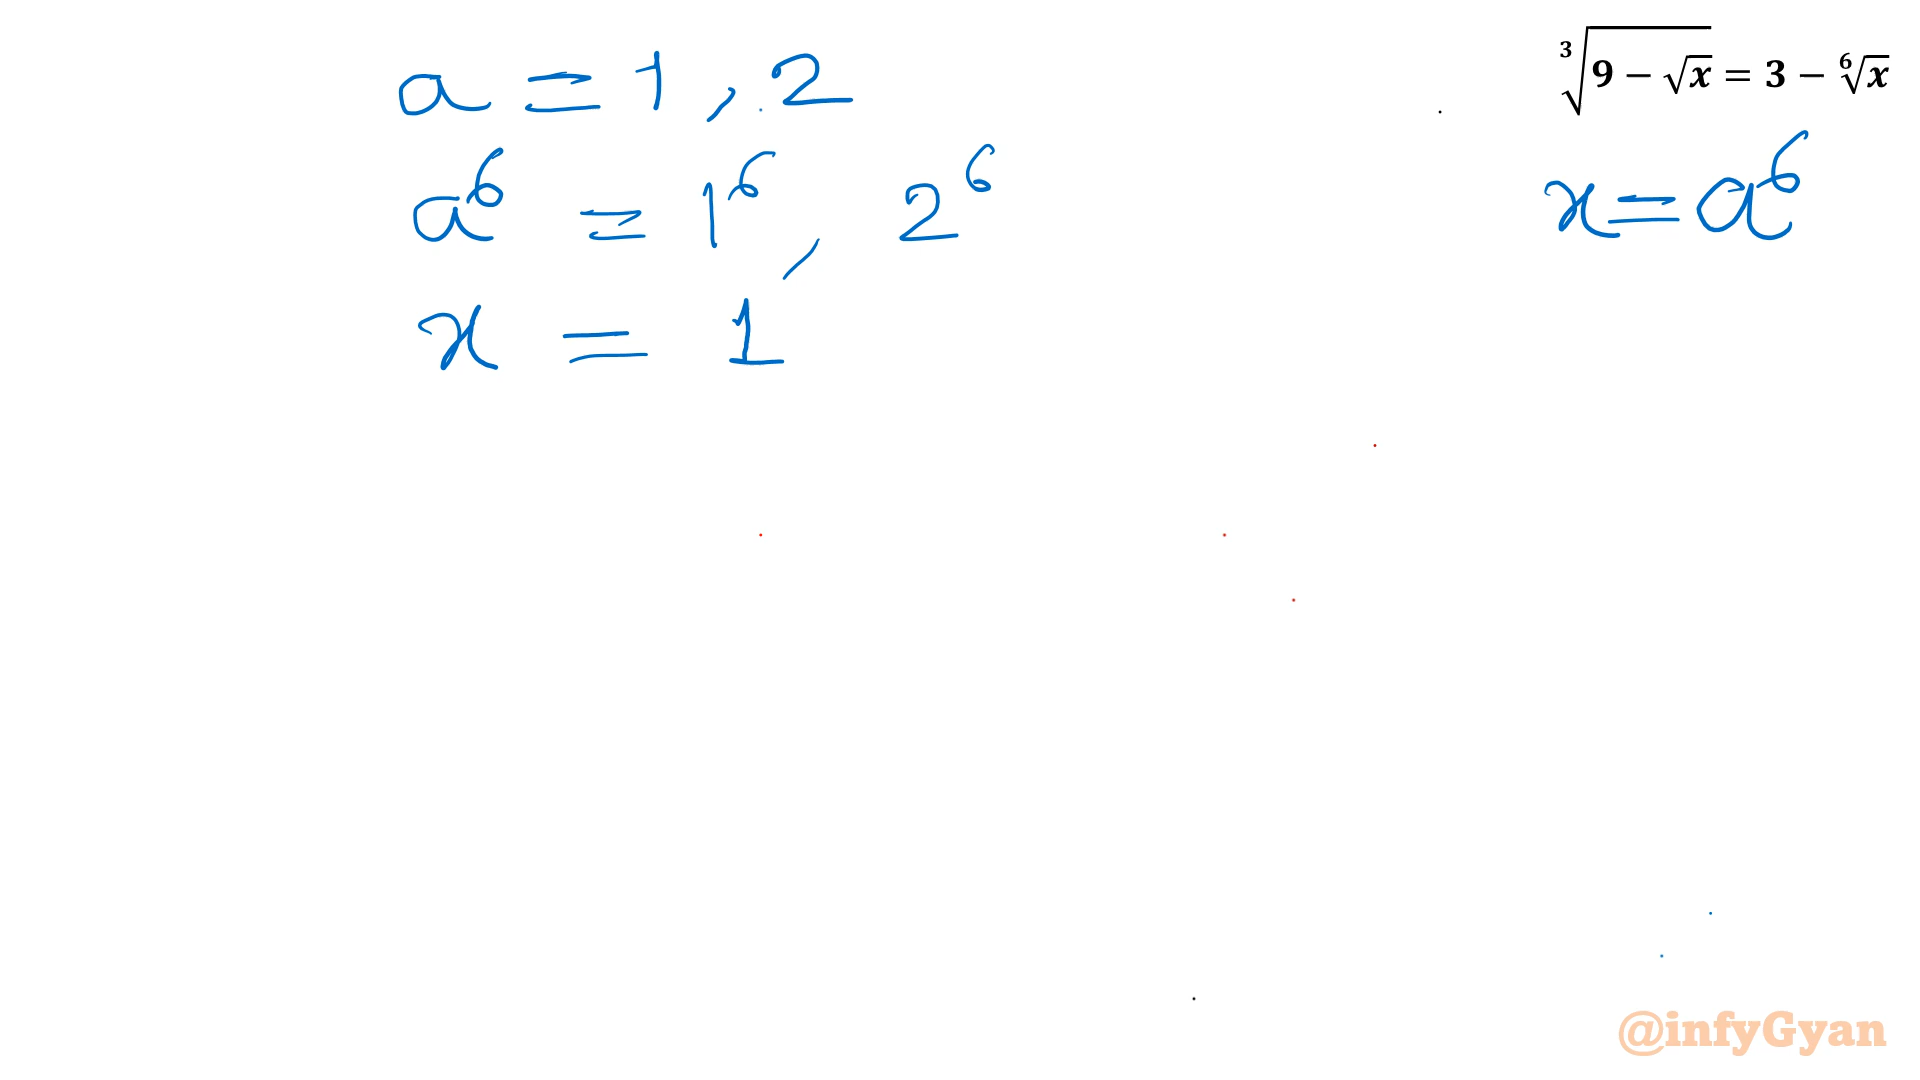 a = 1, 2
∛(9 − √x) = 3 − ⁶√x
a⁶ = 1⁶, 2⁶
x = a⁶
x = 1
@infyGyan